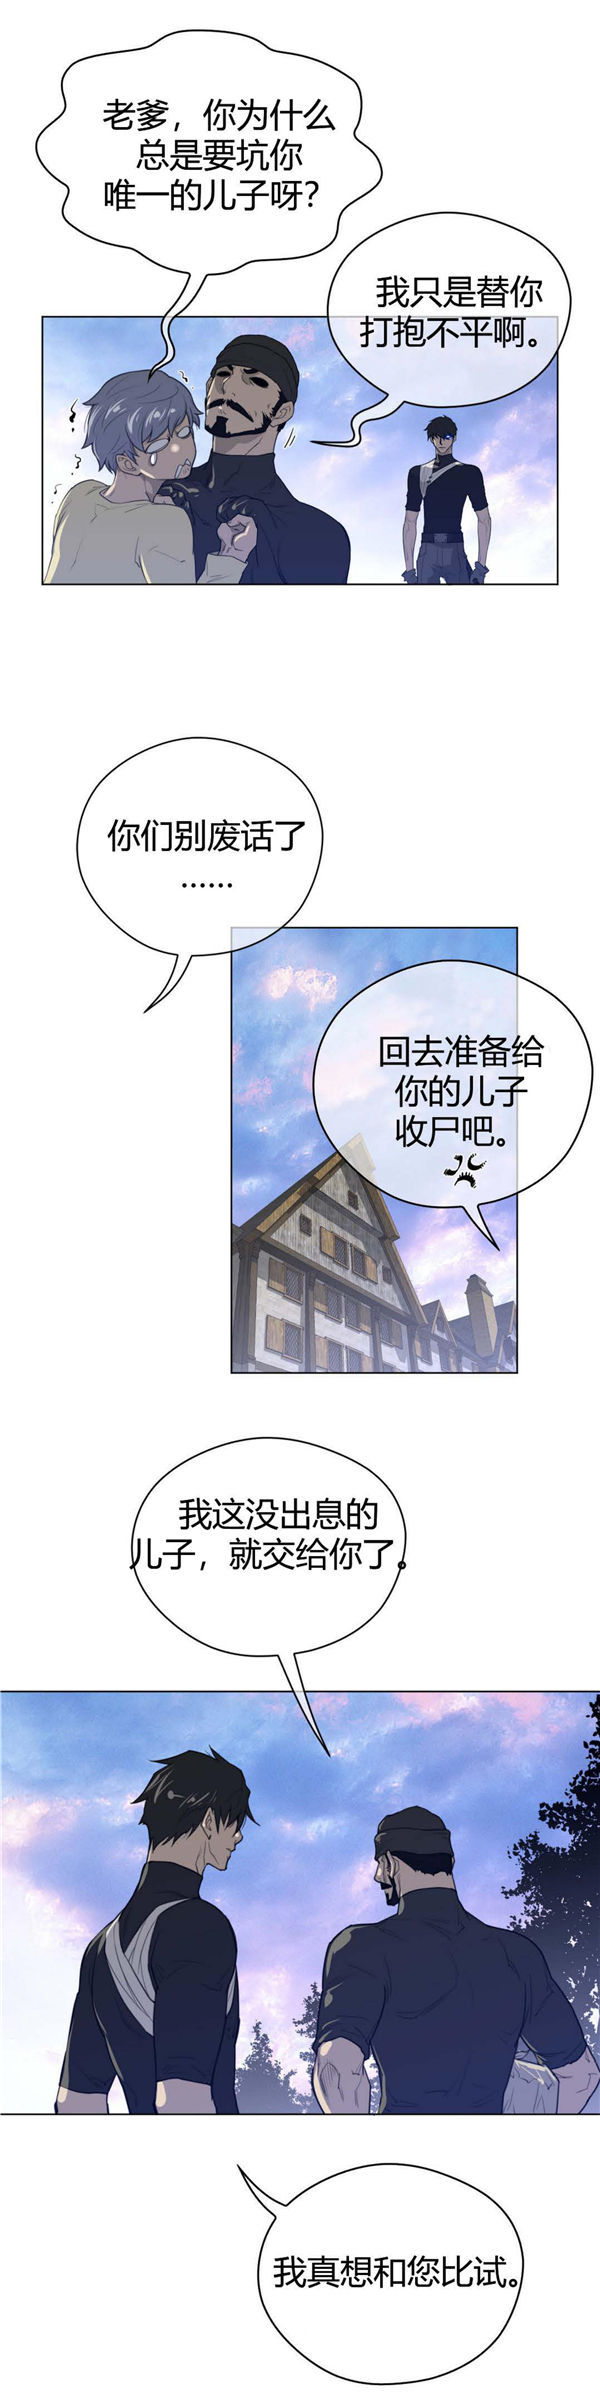 老爹，你为什么
总是要坑你
唯一的儿子呀？
我只是替你
打抱不平啊。
你们别废话了
……
回去准备给
你的儿子
收尸吧。
我这没出息的
儿子，就交给你了。
我真想和您比试。